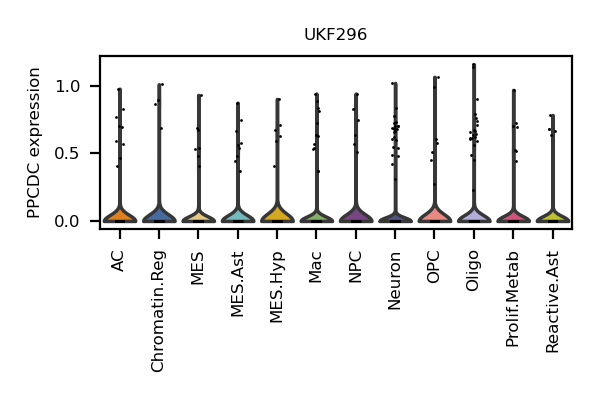 UKF296
PPCDC expression
1.0
0.5
0.0
AC
Chromatin.Reg
MES
MES.Ast
MES.Hyp
Mac
NPC
Neuron
OPC
Oligo
Prolif.Metab
Reactive.Ast